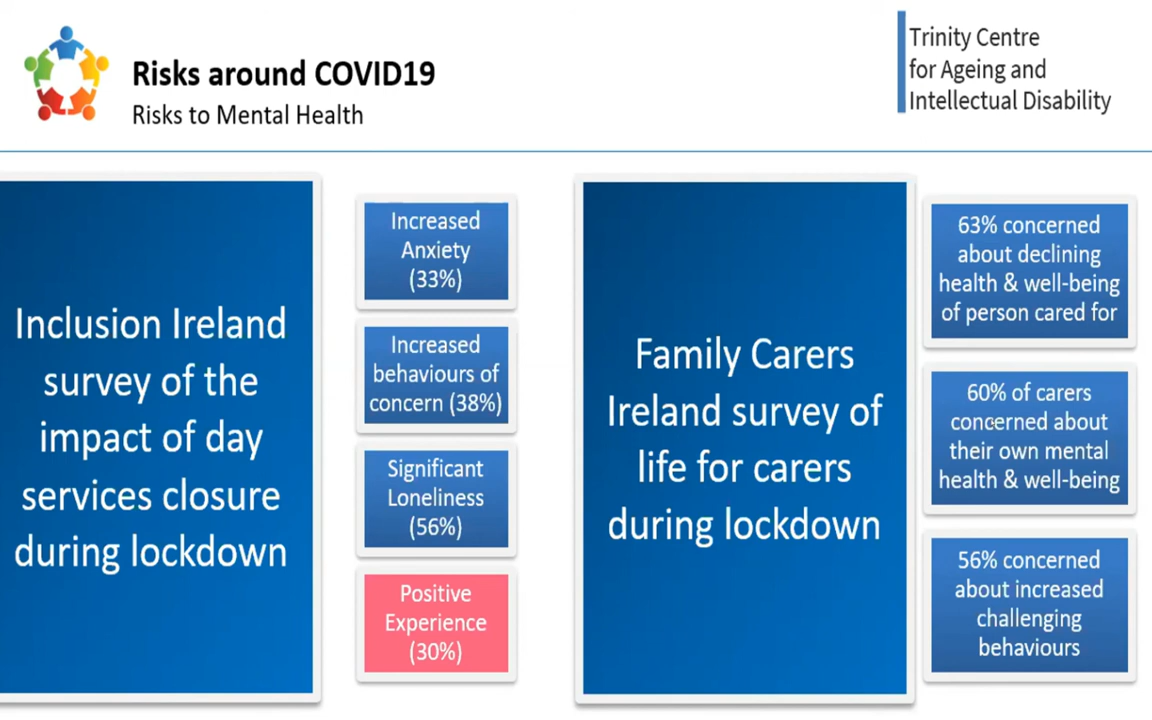 Risks around COVID19
Risks to Mental Health
Trinity Centre
for Ageing and
Intellectual Disability
Inclusion Ireland
survey of the
impact of day
services closure
during lockdown
Increased
Anxiety
(33%)
Increased
behaviours of
concern (38%)
Significant
Loneliness
(56%)
Positive
Experience
(30%)
Family Carers
Ireland survey of
life for carers
during lockdown
63% concerned
about declining
health & well-being
of person cared for
60% of carers
concerned about
their own mental
health & well-being
56% concerned
about increased
challenging
behaviours